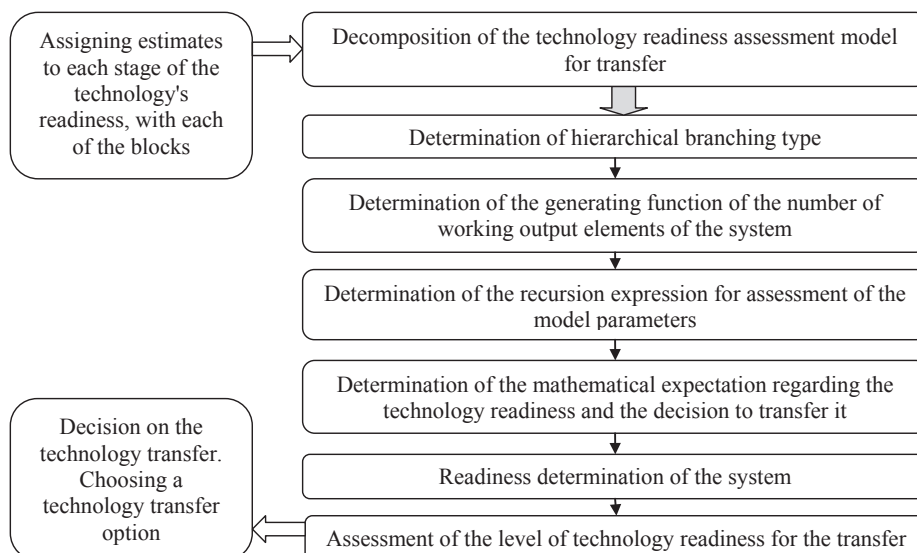 Assigning estimates
to each stage of the
technology's
readiness, with each
of the blocks
Decomposition of the technology readiness assessment model
for transfer
Determination of hierarchical branching type
Determination of the generating function of the number of
working output elements of the system
Determination of the recursion expression for assessment of the
model parameters
Determination of the mathematical expectation regarding the
technology readiness and the decision to transfer it
Readiness determination of the system
Assessment of the level of technology readiness for the transfer
Decision on the
technology transfer.
Choosing a
technology transfer
option